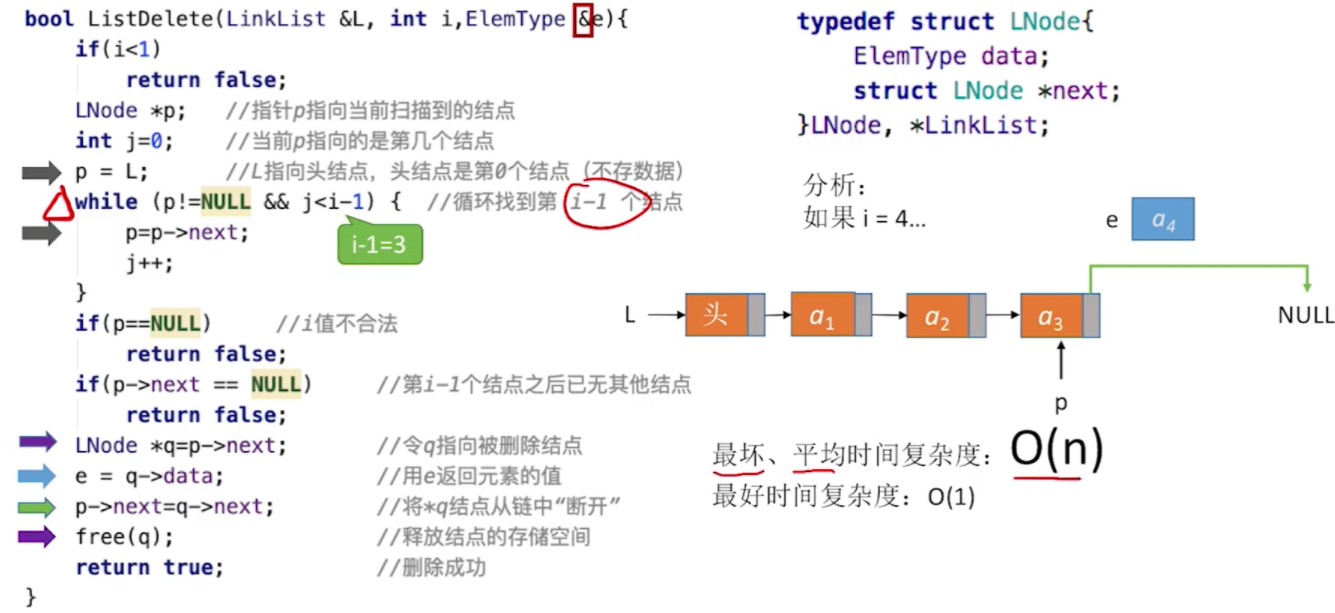 bool ListDelete(LinkList &L, int i,ElemType &e){
if(i<1)
return false;
LNode *p; //指针p指向当前扫描到的结点
int j=0; //当前p指向的是第几个结点
p = L; //L指向头结点，头结点是第0个结点（不存数据）
while (p!=NULL && j<i-1) { //循环找到第 i-1 个结点
p=p->next;
i-1=3
j++;
}
if(p==NULL) //i值不合法
return false;
if(p->next == NULL) //第i-1个结点之后已无其他结点
return false;
LNode *q=p->next; //令q指向被删除结点
e = q->data; //用e返回元素的值
p->next=q->next; //将*q结点从链中“断开”
free(q); //释放结点的存储空间
return true; //删除成功
}
typedef struct LNode{
ElemType data;
struct LNode *next;
}LNode, *LinkList;
分析：
如果 i = 4...
e a4
L 头 a1 a2 a3 NULL
p
最坏、平均时间复杂度：O(n)
最好时间复杂度：O(1)